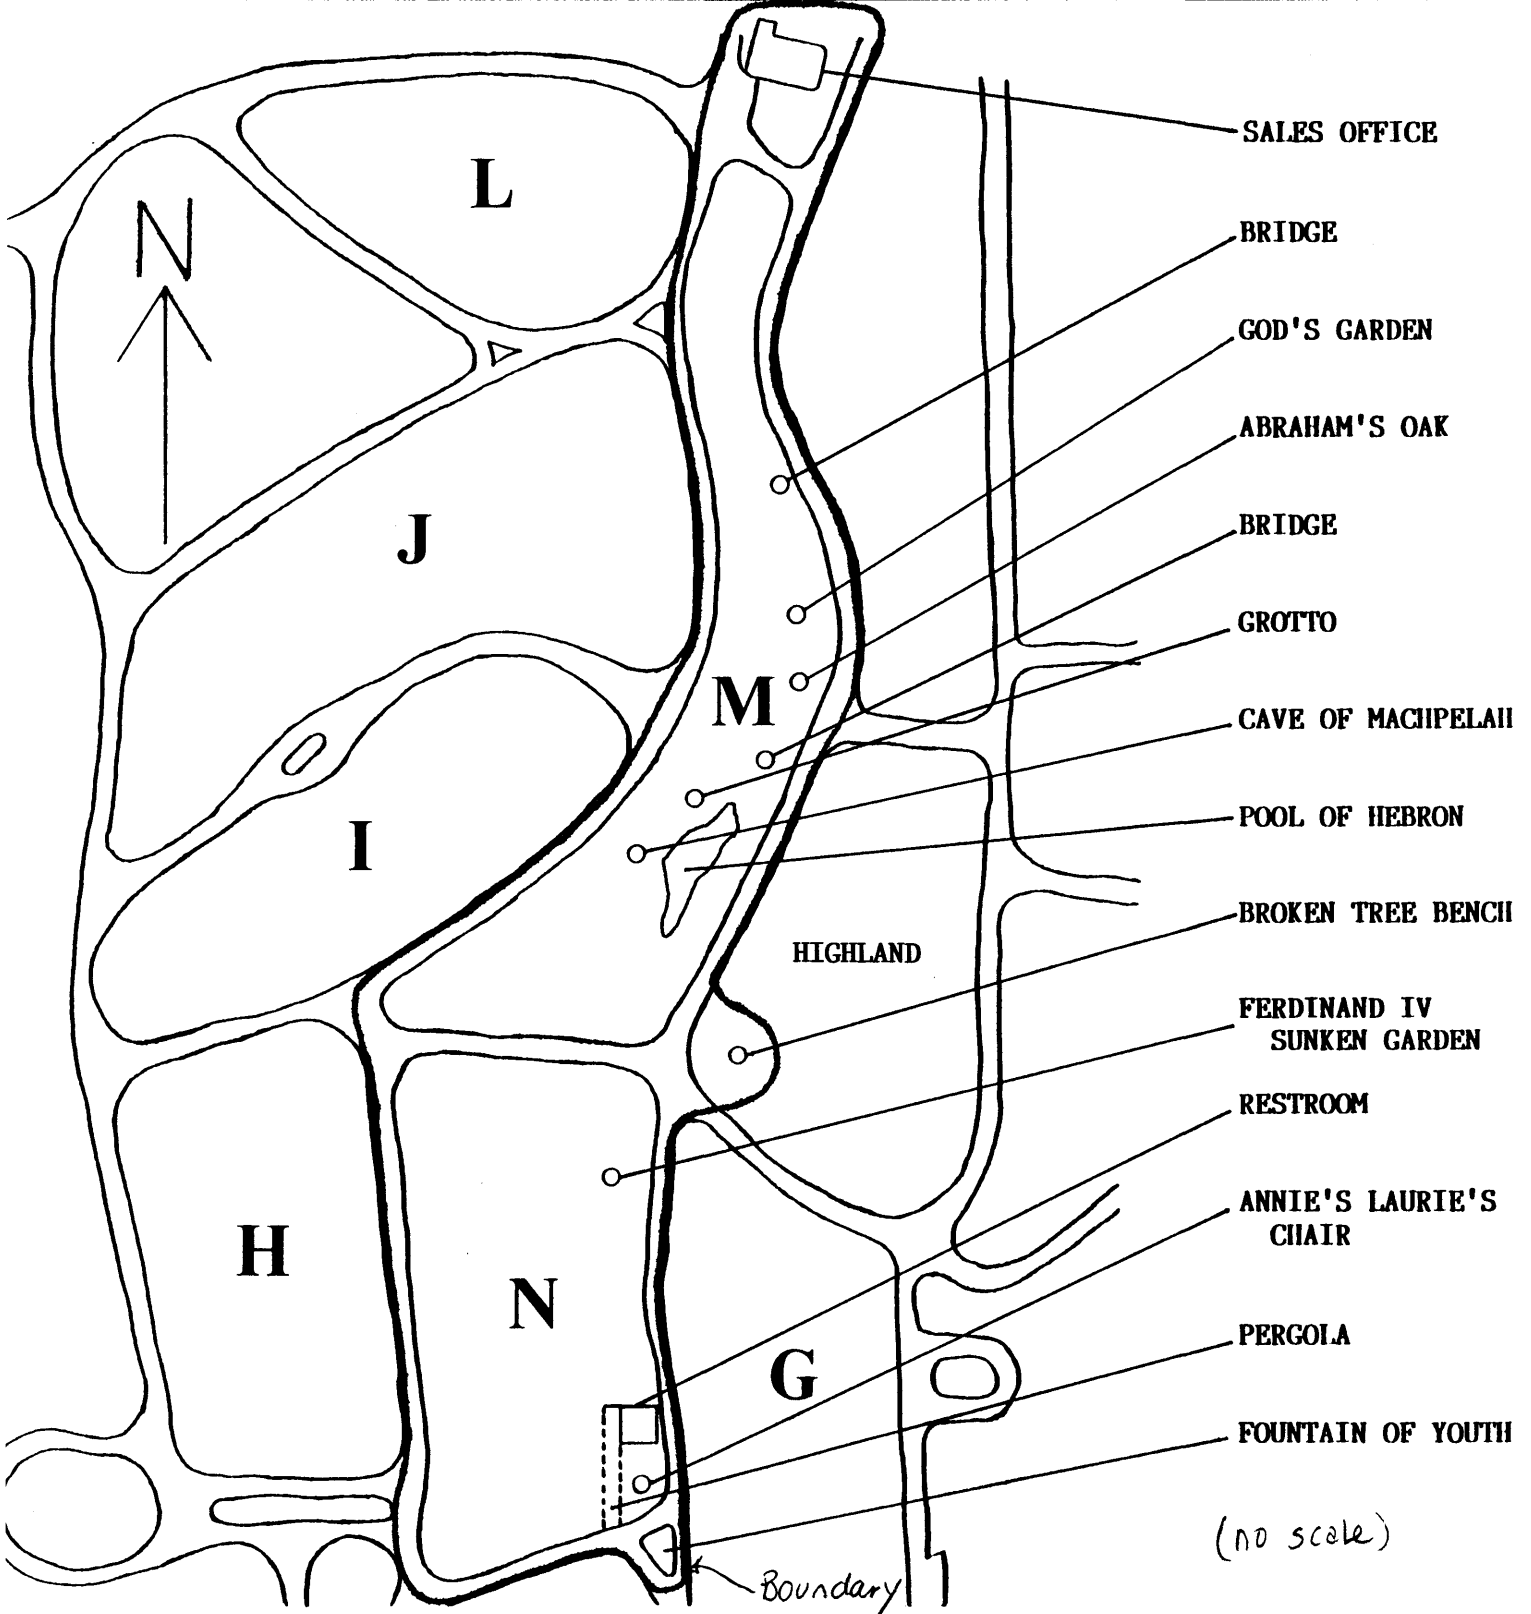 SALES OFFICE
L
N
BRIDGE
GOD'S GARDEN
ABRAHAM'S OAK
J
BRIDGE
GROTTO
M
CAVE OF MACHPELAH
POOL OF HEBRON
I
BROKEN TREE BENCH
HIGHLAND
FERDINAND IV
SUNKEN GARDEN
RESTROOM
ANNIE'S LAURIE'S
CHAIR
H
N
PERGOLA
G
FOUNTAIN OF YOUTH
(no scale)
Boundary